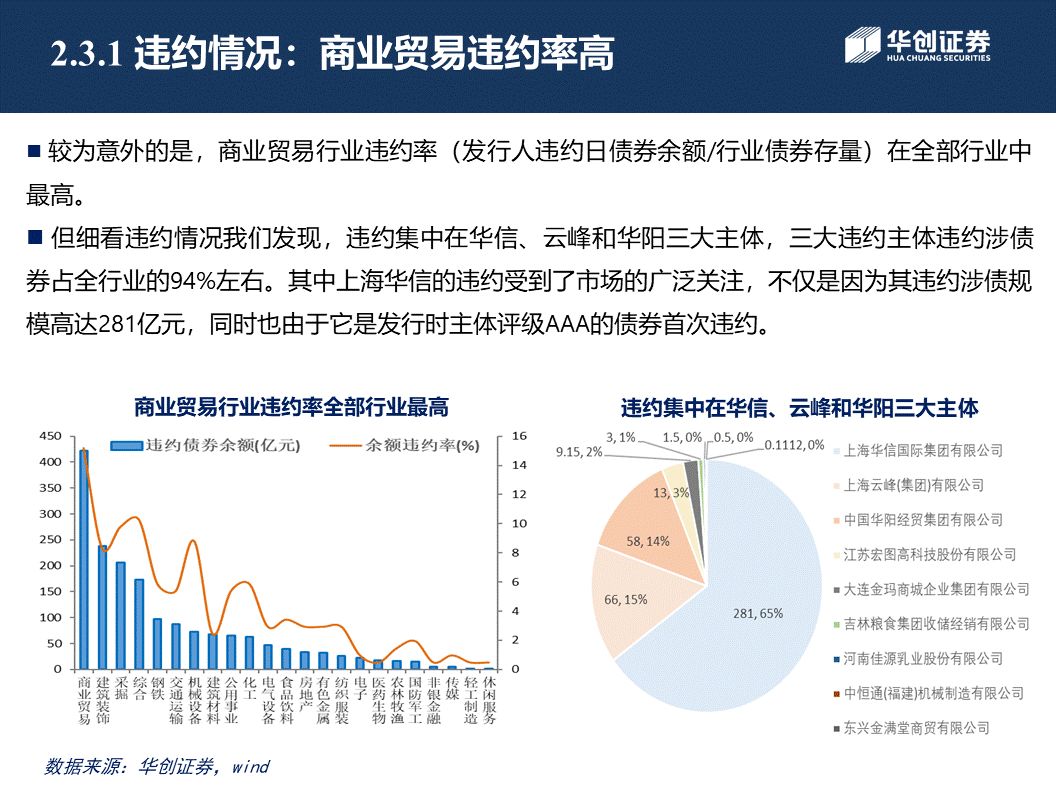 2.3.1 违约情况：商业贸易违约率高
华创证券
HUA CHUANG SECURITIES
■ 较为意外的是，商业贸易行业违约率（发行人违约日债券余额/行业债券存量）在全部行业中
最高。
■ 但细看违约情况我们发现，违约集中在华信、云峰和华阳三大主体，三大违约主体违约涉债
券占全行业的94%左右。其中上海华信的违约受到了市场的广泛关注，不仅是因为其违约涉债规
模高达281亿元，同时也由于它是发行时主体评级AAA的债券首次违约。
商业贸易行业违约率全部行业最高
违约债券余额(亿元)
余额违约率(%)
450
400
350
300
250
200
150
100
50
0
16
14
12
10
8
6
4
2
0
商业贸易
建筑装饰
采掘
综合
钢铁
交通运输
机械设备
建筑材料
公用事业
化工
电气设备
食品饮料
房地产
有色金属
纺织服装
电子
医药生物
农林牧渔
国防军工
非银金融
传媒
轻工制造
休闲服务
违约集中在华信、云峰和华阳三大主体
9.15, 2%
3, 1%
1.5, 0%
0.5, 0%
0.1112, 0%
13, 3%
58, 14%
66, 15%
281, 65%
上海华信国际集团有限公司
上海云峰(集团)有限公司
中国华阳经贸集团有限公司
江苏宏图高科技股份有限公司
大连金玛商城企业集团有限公司
吉林粮食集团收储经销有限公司
河南佳源乳业股份有限公司
中恒通(福建)机械制造有限公司
东兴金满堂商贸有限公司
数据来源：华创证券，wind